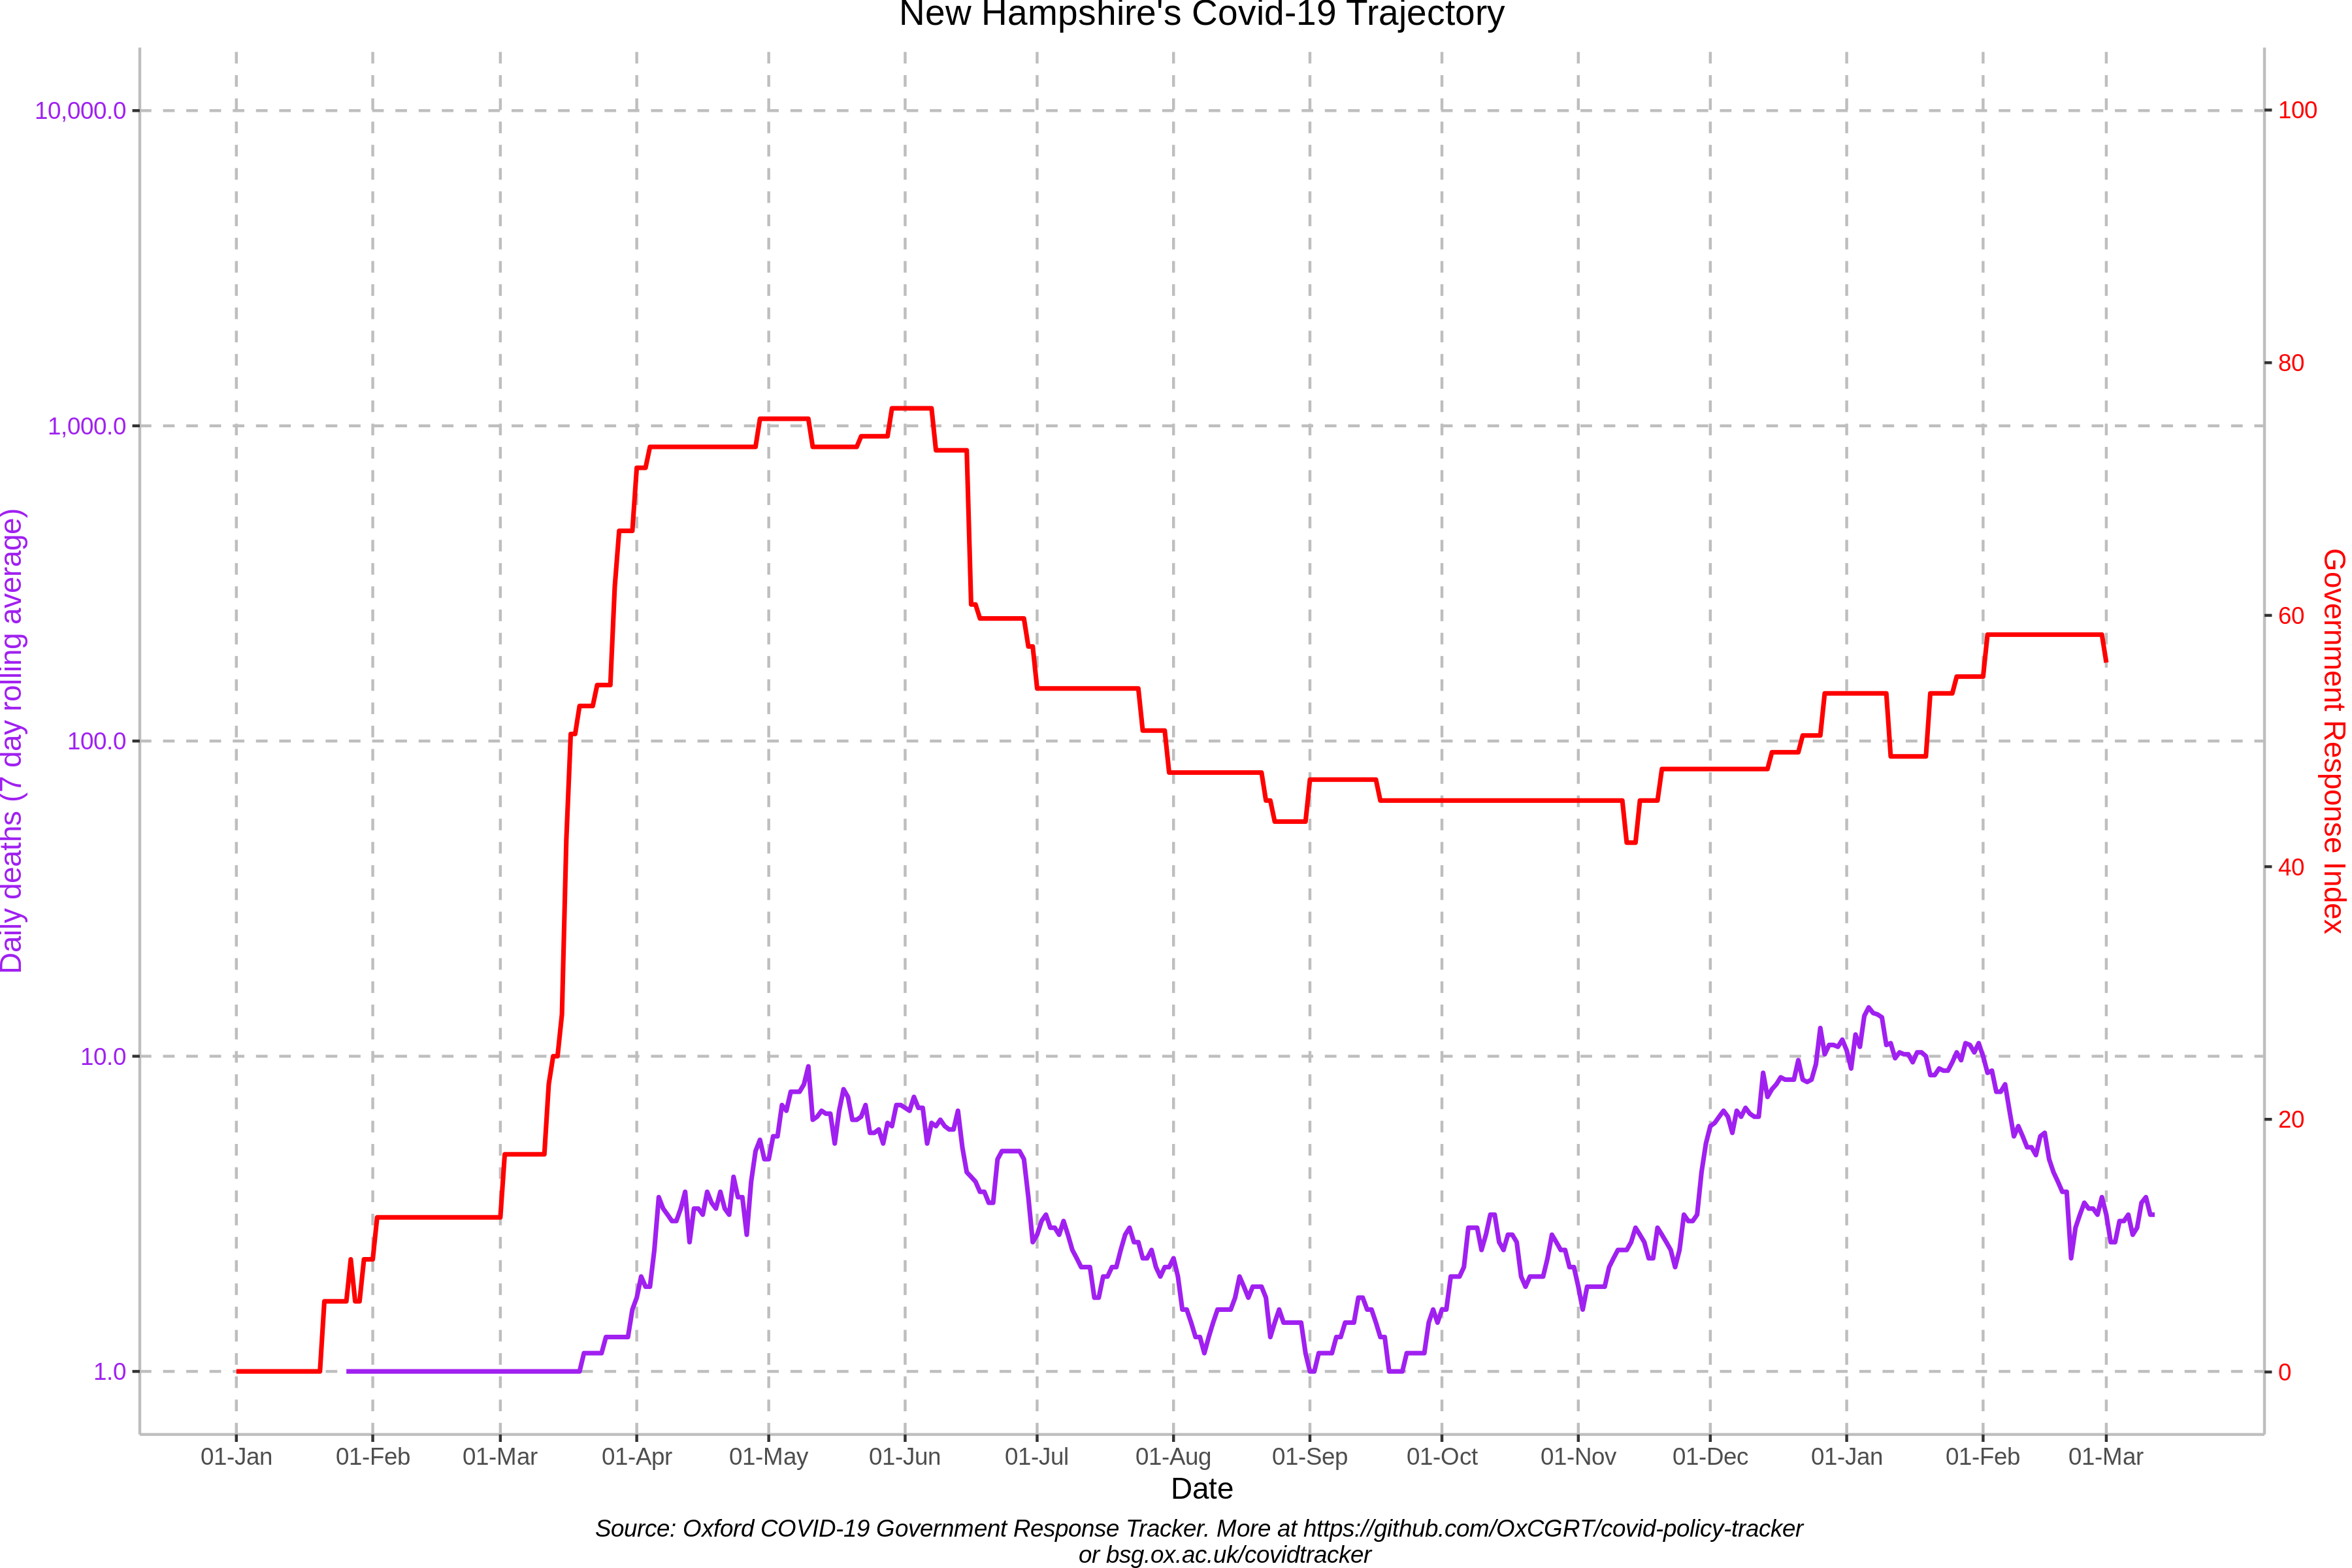 New Hampshire's Covid-19 Trajectory
10,000.0
1,000.0
100.0
10.0
1.0
Daily deaths (7 day rolling average)
100
80
60
40
20
0
Government Response Index
01-Jan 01-Feb 01-Mar 01-Apr 01-May 01-Jun 01-Jul 01-Aug 01-Sep 01-Oct 01-Nov 01-Dec 01-Jan 01-Feb 01-Mar
Date
Source: Oxford COVID-19 Government Response Tracker. More at https://github.com/OxCGRT/covid-policy-tracker
or bsg.ox.ac.uk/covidtracker